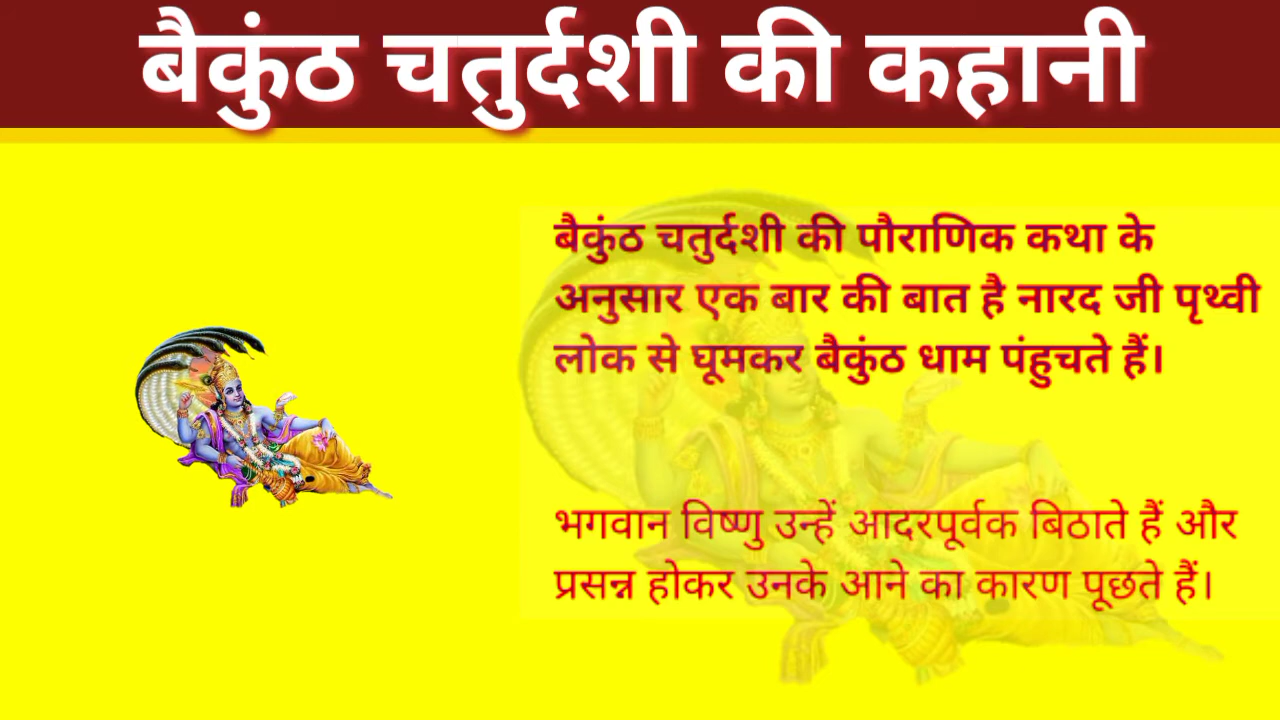 बैकुंठ चतुर्दशी की कहानी
बैकुंठ चतुर्दशी की पौराणिक कथा के
अनुसार एक बार की बात है नारद जी पृथ्वी
लोक से घूमकर बैकुंठ धाम पंहुचते हैं।
भगवान विष्णु उन्हें आदरपूर्वक बिठाते हैं और
प्रसन्न होकर उनके आने का कारण पूछते हैं।